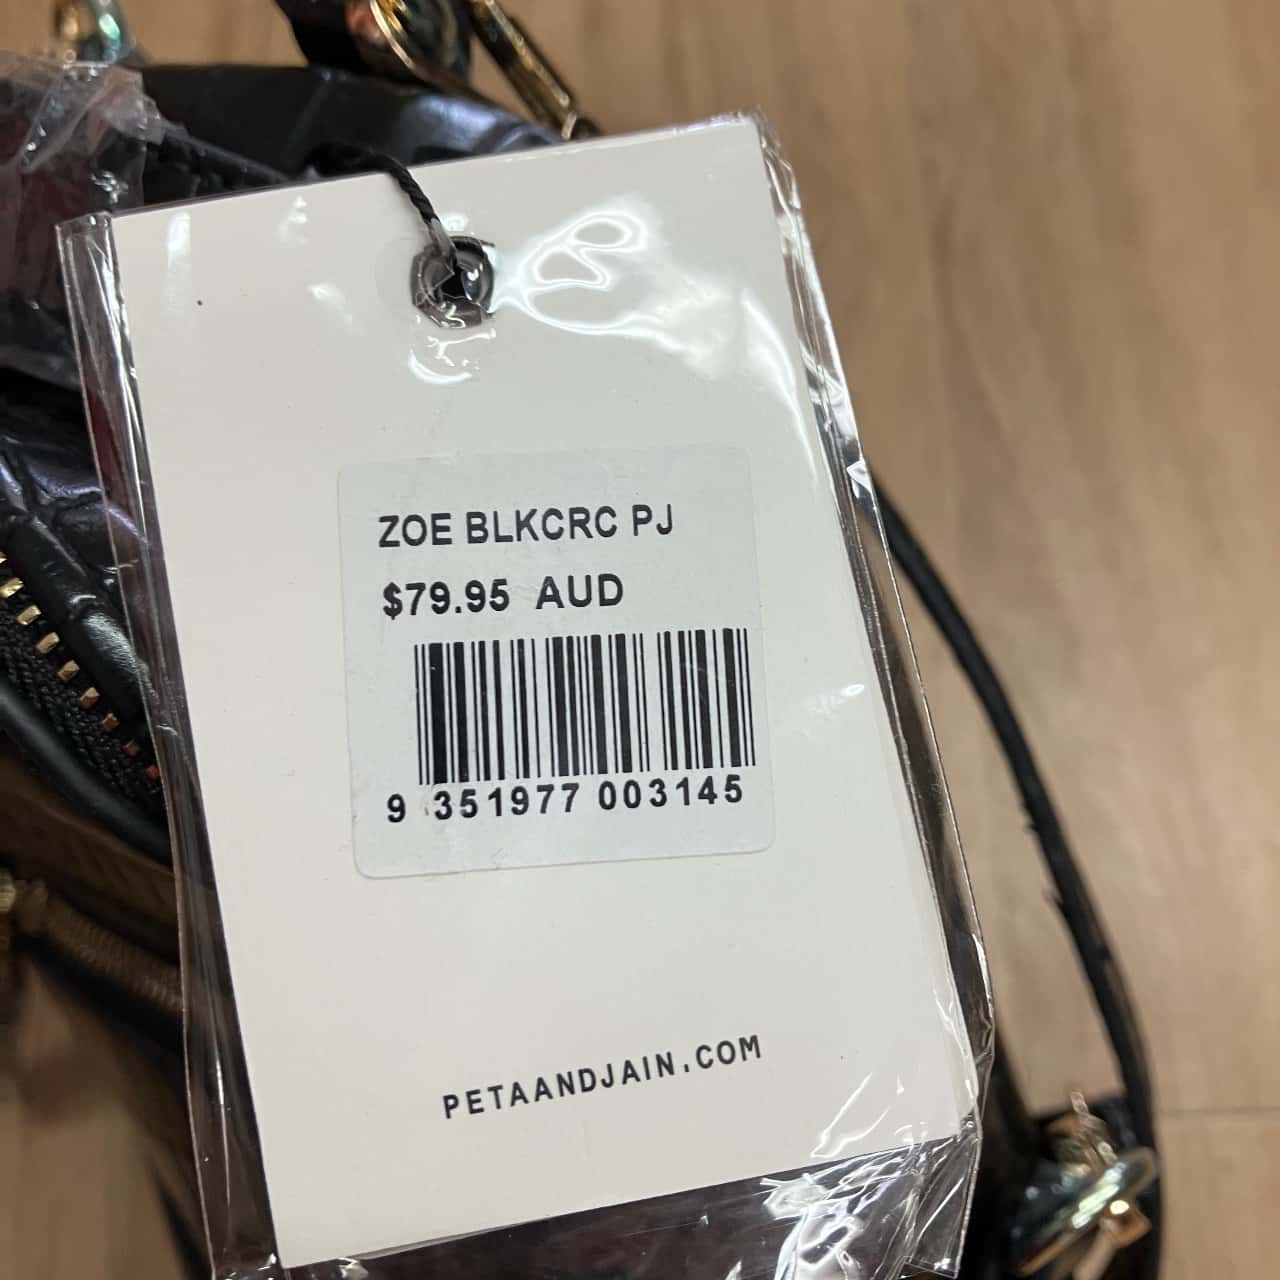 ZOE BLKCRC PJ
$79.95 AUD
9 351977 003145
PETAANDJAIN.COM